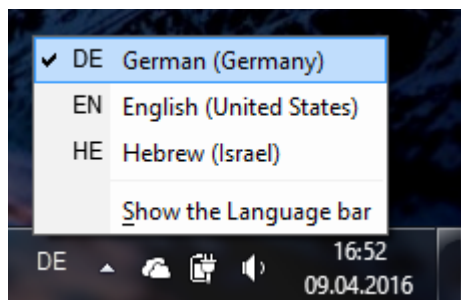 DE German (Germany)
EN English (United States)
HE Hebrew (Israel)
Show the Language bar
DE 16:52
09.04.2016